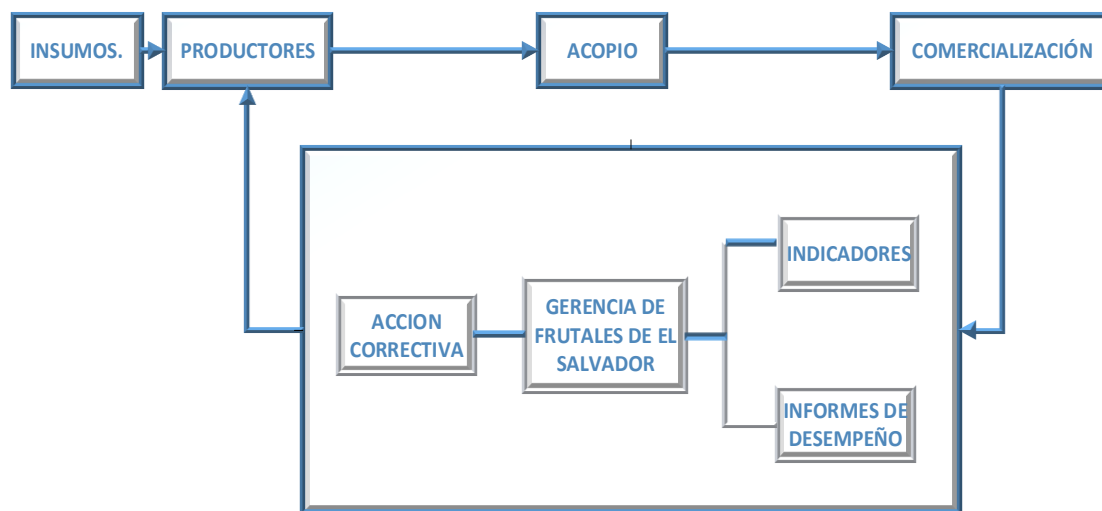 INSUMOS.
PRODUCTORES
ACOPIO
COMERCIALIZACIÓN
INDICADORES
ACCION
CORRECTIVA
GERENCIA DE
FRUTALES DE EL
SALVADOR
INFORMES DE
DESEMPEÑO